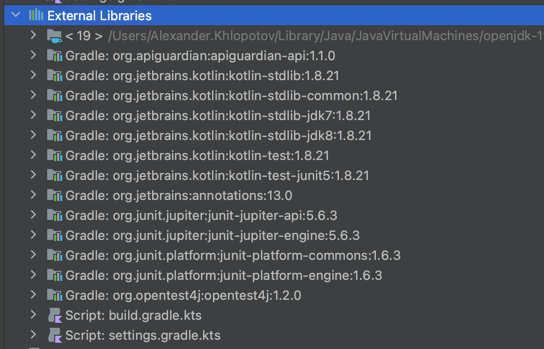 External Libraries
< 19 > /Users/Alexander.Khlopotov/Library/Java/JavaVirtualMachines/openjdk-1
Gradle: org.apiguardian:apiguardian-api:1.1.0
Gradle: org.jetbrains.kotlin:kotlin-stdlib:1.8.21
Gradle: org.jetbrains.kotlin:kotlin-stdlib-common:1.8.21
Gradle: org.jetbrains.kotlin:kotlin-stdlib-jdk7:1.8.21
Gradle: org.jetbrains.kotlin:kotlin-stdlib-jdk8:1.8.21
Gradle: org.jetbrains.kotlin:kotlin-test:1.8.21
Gradle: org.jetbrains.kotlin:kotlin-test-junit5:1.8.21
Gradle: org.jetbrains:annotations:13.0
Gradle: org.junit.jupiter:junit-jupiter-api:5.6.3
Gradle: org.junit.jupiter:junit-jupiter-engine:5.6.3
Gradle: org.junit.platform:junit-platform-commons:1.6.3
Gradle: org.junit.platform:junit-platform-engine:1.6.3
Gradle: org.opentest4j:opentest4j:1.2.0
Script: build.gradle.kts
Script: settings.gradle.kts